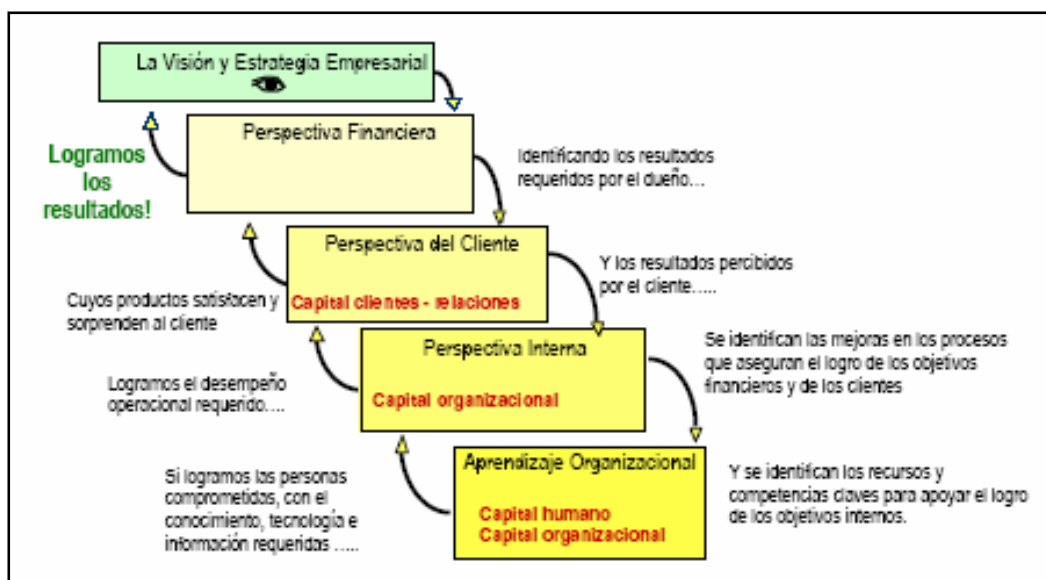 La Visión y Estrategia Empresarial
Perspectiva Financiera
Logramos
los
resultados!
Identificando los resultados
requeridos por el dueño...
Perspectiva del Cliente
Capital clientes - relaciones
Y los resultados percibidos
por el cliente.....
Cuyos productos satisfacen y
sorprenden al cliente
Perspectiva Interna
Capital organizacional
Se identifican las mejoras en los procesos
que aseguran el logro de los objetivos
financieros y de los clientes
Logramos el desempeño
operacional requerido....
Aprendizaje Organizacional
Capital humano
Capital organizacional
Si logramos las personas
comprometidas, con el
conocimiento, tecnología e
información requeridas .....
Y se identifican los recursos y
competencias claves para apoyar el logro
de los objetivos internos.